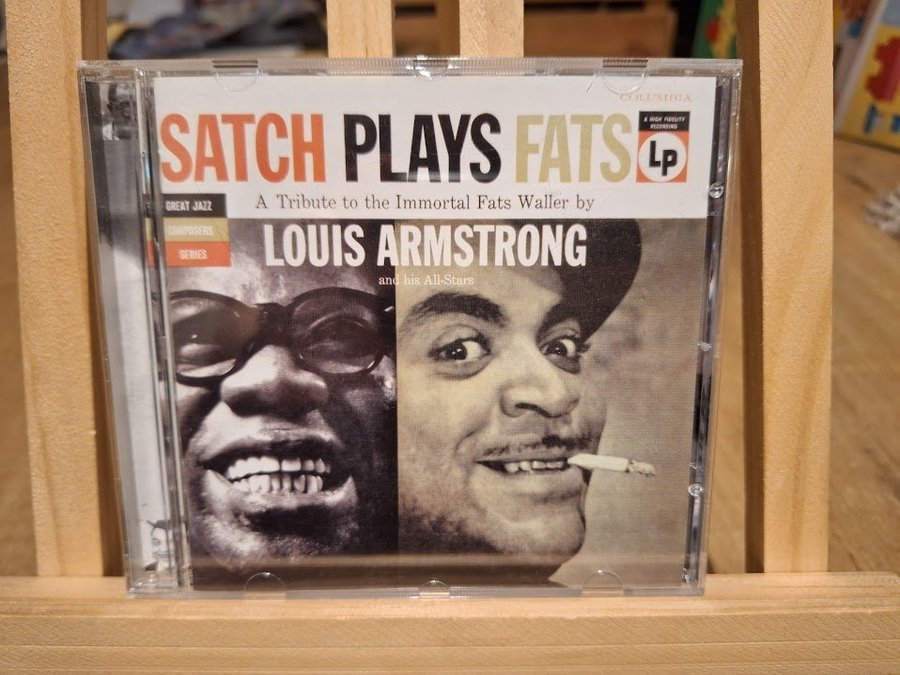 COLUMBIA
SATCH PLAYS FATS
A HIGH FIDELITY
RECORDING
LP
A Tribute to the Immortal Fats Waller by
GREAT JAZZ
COMPOSERS
SERIES
LOUIS ARMSTRONG
and his All-Stars